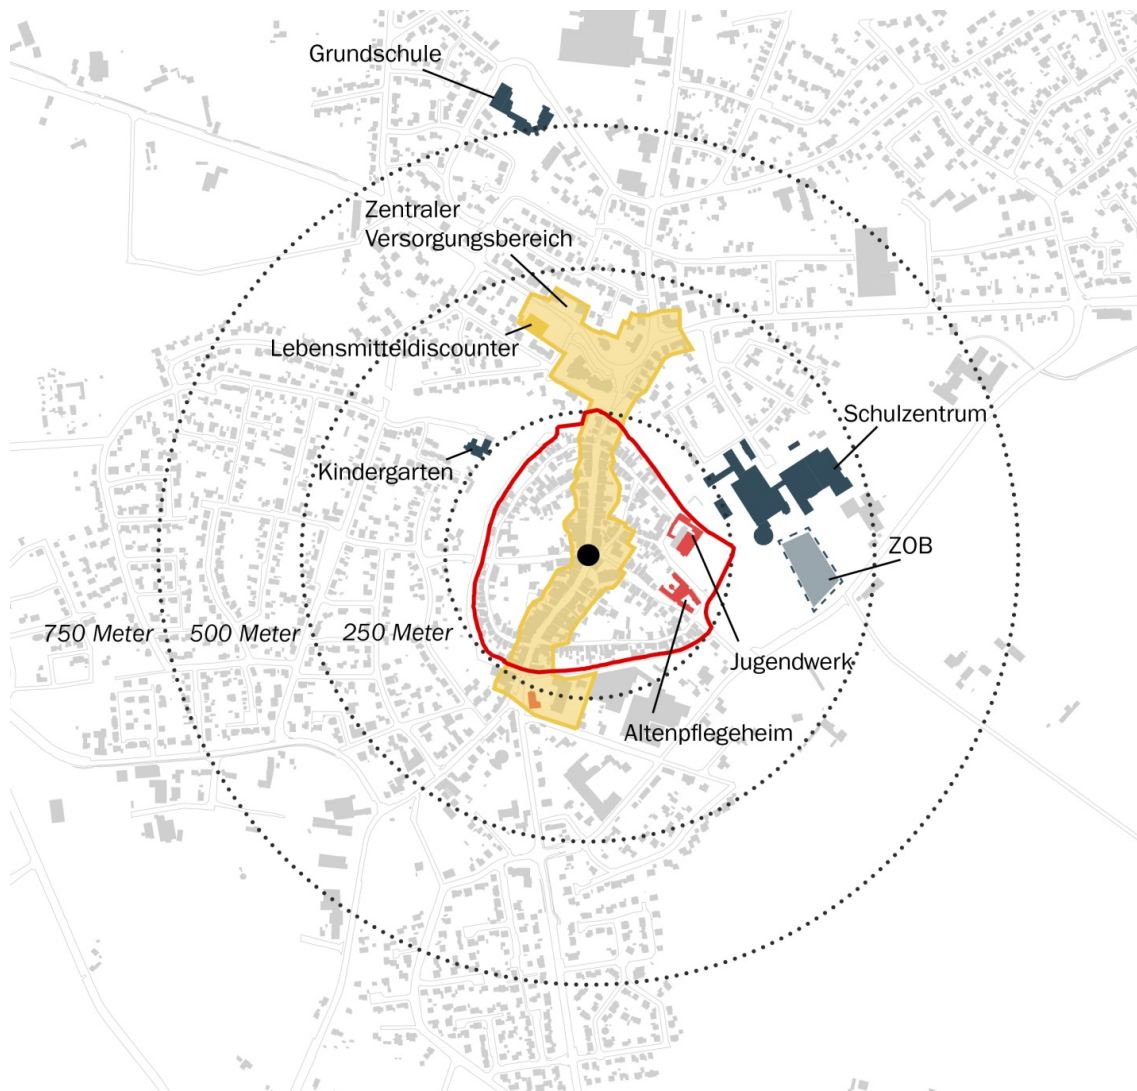 Grundschule
Zentraler
Versorgungsbereich
Lebensmitteldiscounter
Schulzentrum
Kindergarten
ZOB
750 Meter
500 Meter
250 Meter
Jugendwerk
Altenpflegeheim